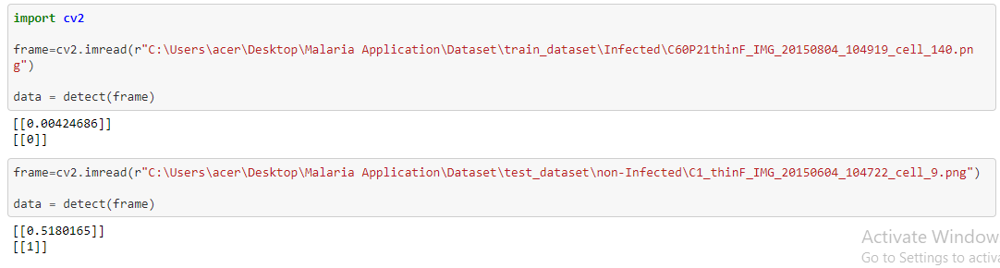 import cv2
frame=cv2.imread(r"C:\Users\acer\Desktop\Malaria Application\Dataset\train_dataset\Infected\C60P21thinF_IMG_20150804_104919_cell_140.pn
g")
data = detect(frame)
[[0.00424686]]
[[0]]
frame=cv2.imread(r"C:\Users\acer\Desktop\Malaria Application\Dataset\test_dataset\non-Infected\C1_thinF_IMG_20150604_104722_cell_9.png")
data = detect(frame)
[[0.5180165]]
[[1]]
Activate Window
Go to Settings to activa